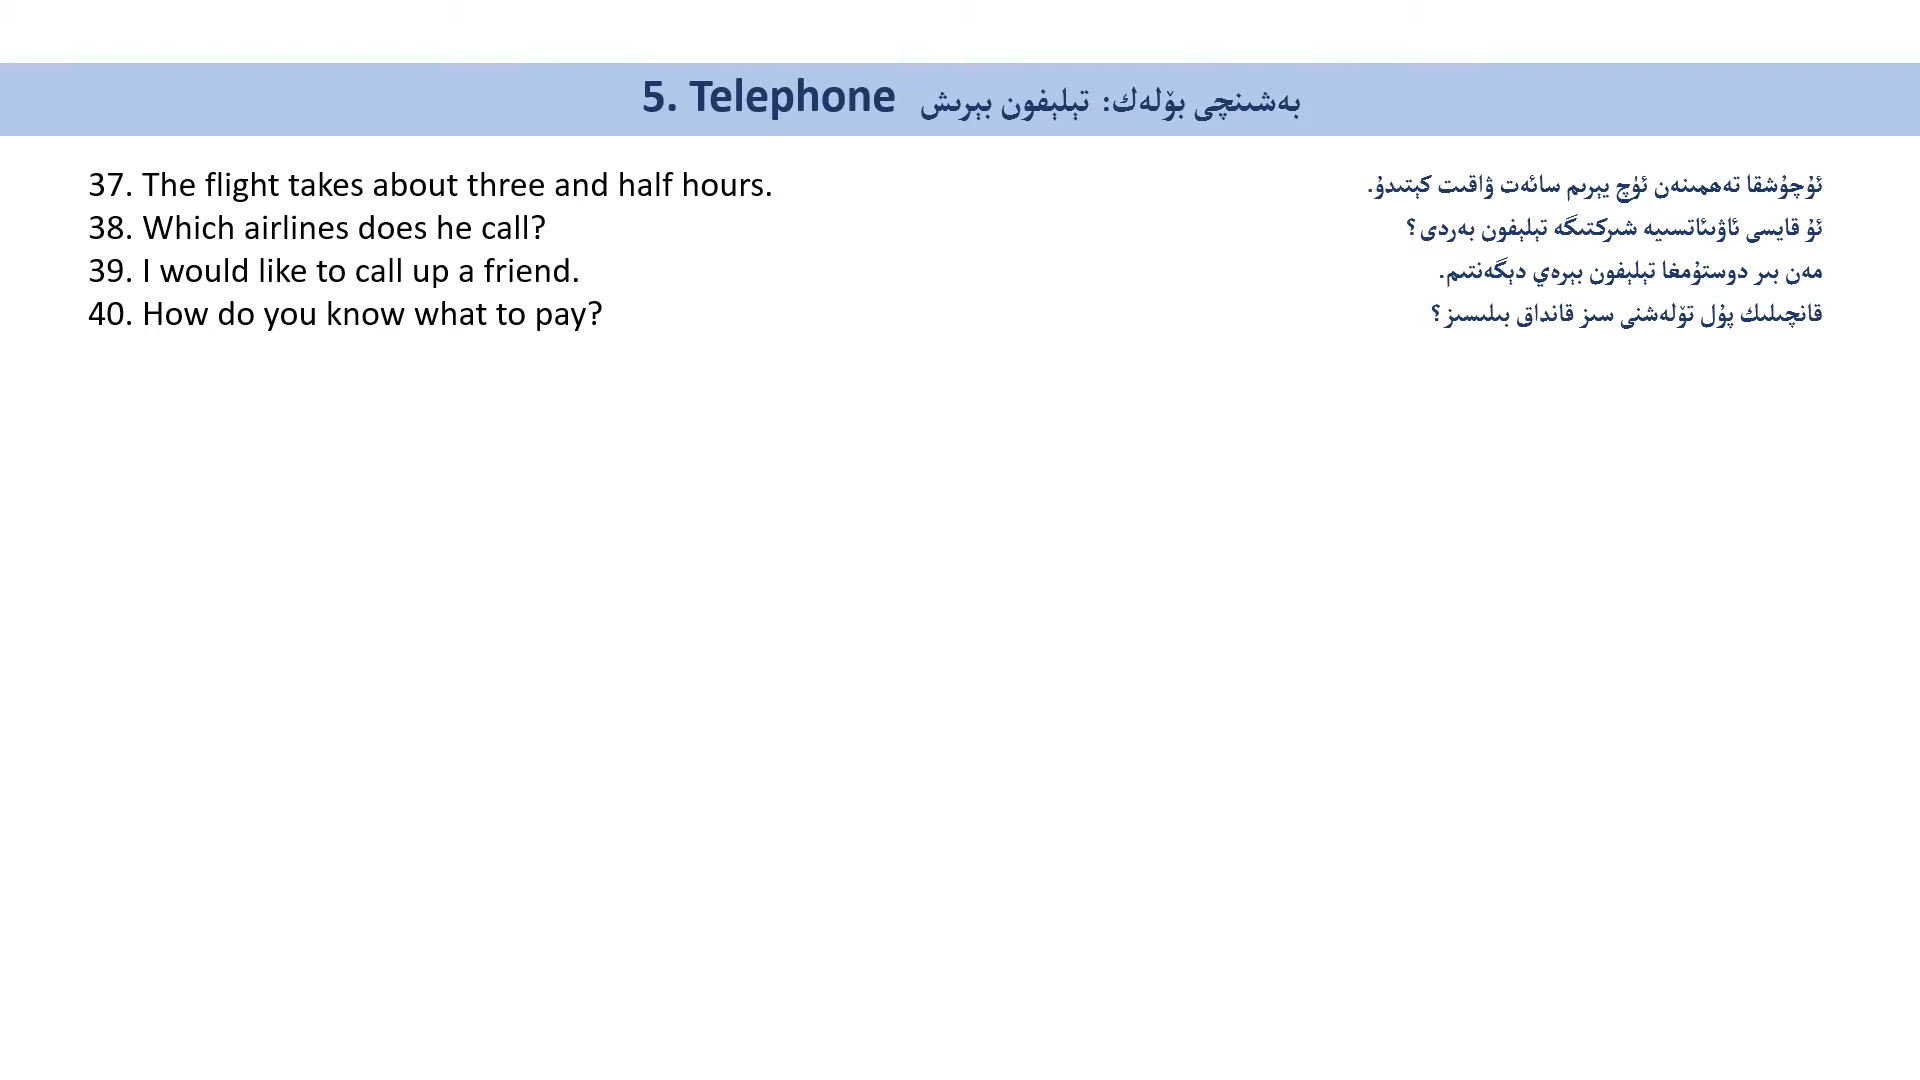 5. Telephone بەشىنچى بۆلەك: تېلېفون بېرىش
37. The flight takes about three and half hours. ئۇچۇشقا تەھمىنەن ئۈچ يېرىم سائەت ۋاقىت كېتىدۇ.
38. Which airlines does he call? ئۇ قايسى ئاۋىئاتسىيە شىركتىگە تېلېفون بەردى؟
39. I would like to call up a friend. مەن بىر دوستۇمغا تېلېفون بېرەي دېگەنتىم.
40. How do you know what to pay? قانچىلىك پۇل تۆلەشنى سىز قانداق بىلىسىز؟